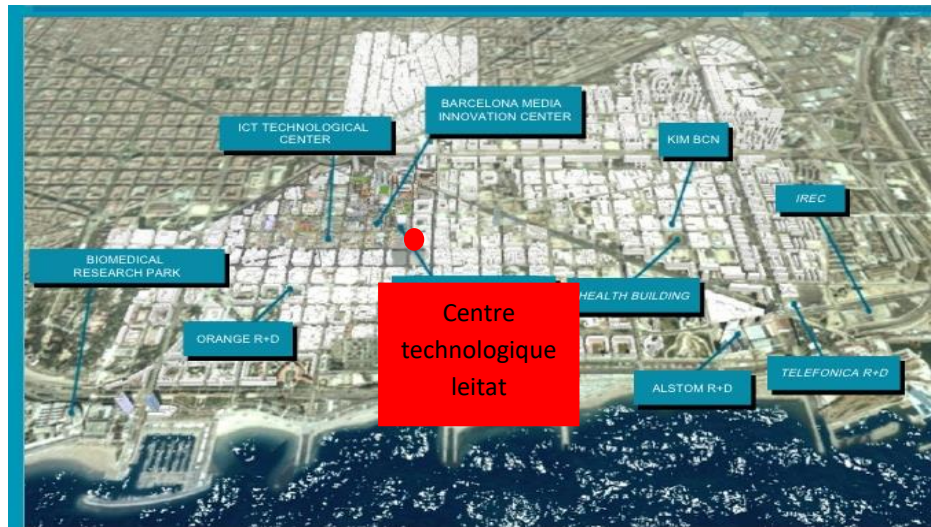 BARCELONA MEDIA
INNOVATION CENTER
ICT TECHNOLOGICAL
CENTER
KIM BCN
IREC
BIOMEDICAL
RESEARCH PARK
HEALTH BUILDING
Centre
technologique
leitat
ORANGE R+D
TELEFONICA R+D
ALSTOM R+D